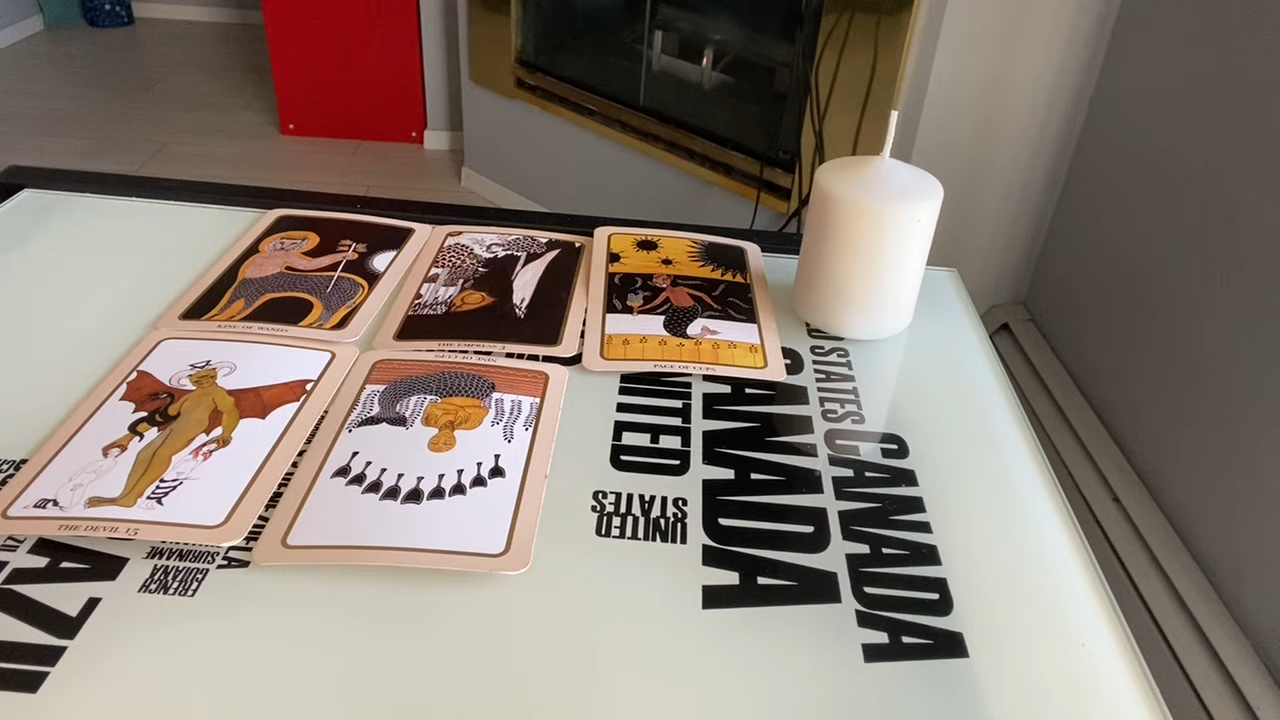 KING OF WANDS
THE EMPRESS 3
PAGE OF CUPS
THE DEVIL 15
NINE OF CUPS
STATES CANADA
CANADA
UNITED
UNITED
STATES
SURINAME
FRENCH
GUIANA